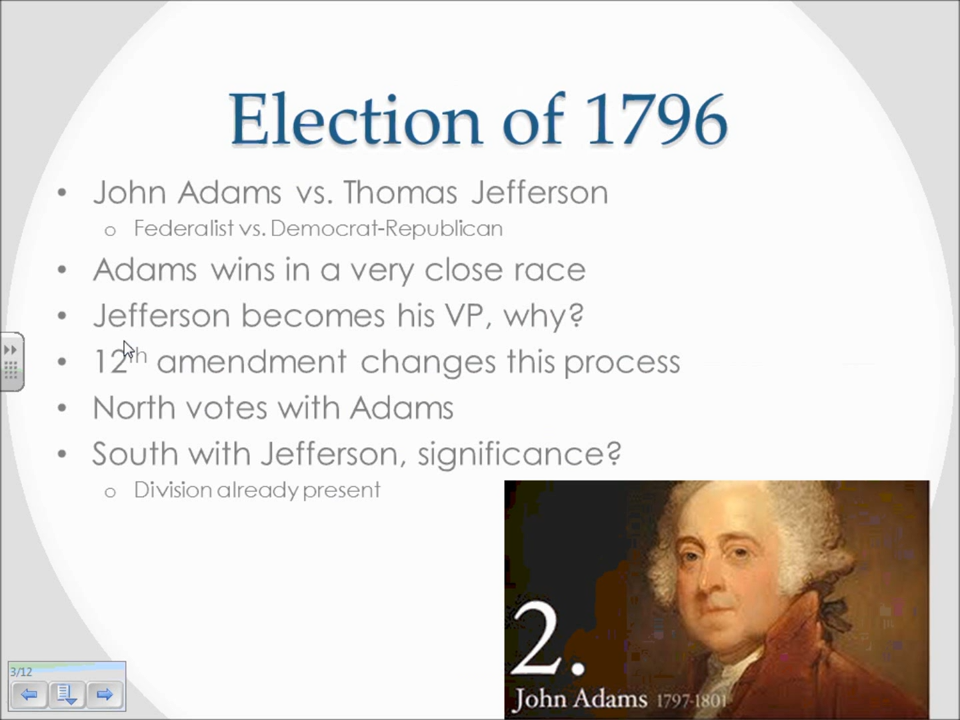 Election of 1796
• John Adams vs. Thomas Jefferson
o Federalist vs. Democrat-Republican
• Adams wins in a very close race
• Jefferson becomes his VP, why?
• 12th amendment changes this process
• North votes with Adams
• South with Jefferson, significance?
o Division already present
2.
John Adams 1797-1801
3/12